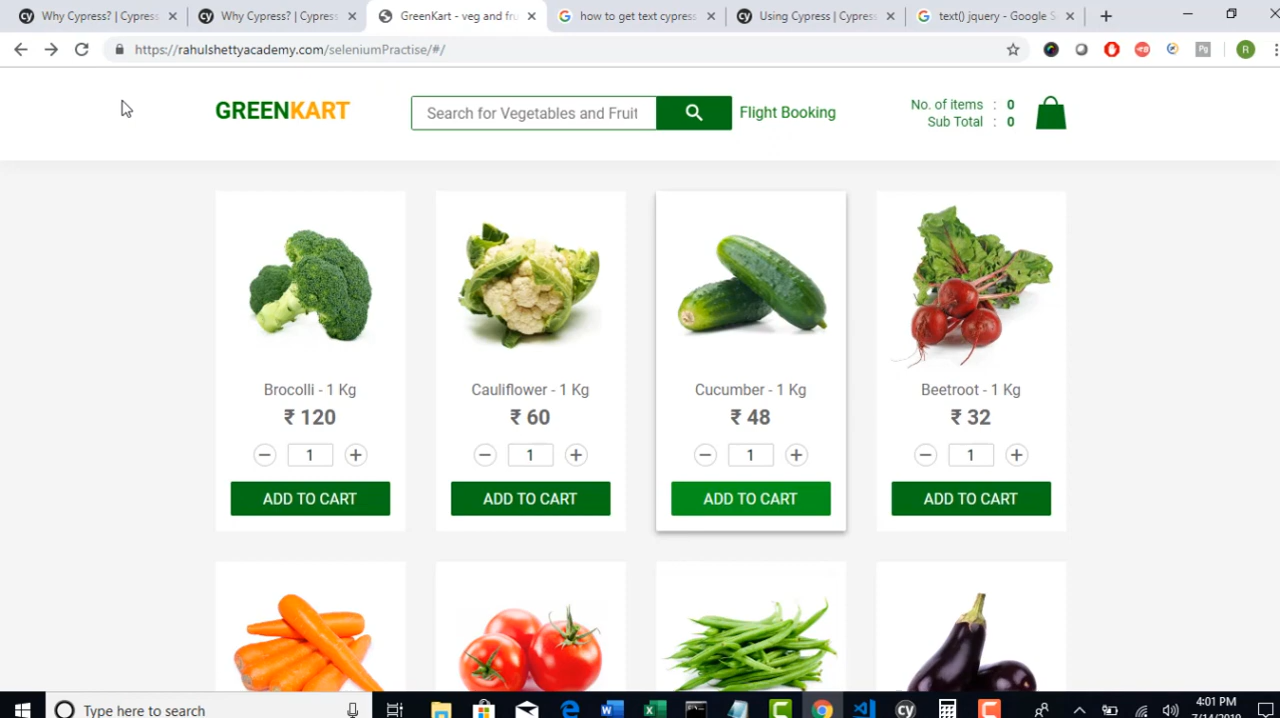 Why Cypress? | Cypress
Why Cypress? | Cypress
GreenKart - veg and fru
how to get text cypress
Using Cypress | Cypress
text() jquery - Google S
https://rahulshettyacademy.com/seleniumPractise/#/
R
GREENKART
Search for Vegetables and Fruit
Flight Booking
No. of items : 0
Sub Total : 0
Brocolli - 1 Kg
Cauliflower - 1 Kg
Cucumber - 1 Kg
Beetroot - 1 Kg
₹ 120
₹ 60
₹ 48
₹ 32
1
1
1
1
ADD TO CART
ADD TO CART
ADD TO CART
ADD TO CART
Type here to search
4:01 PM